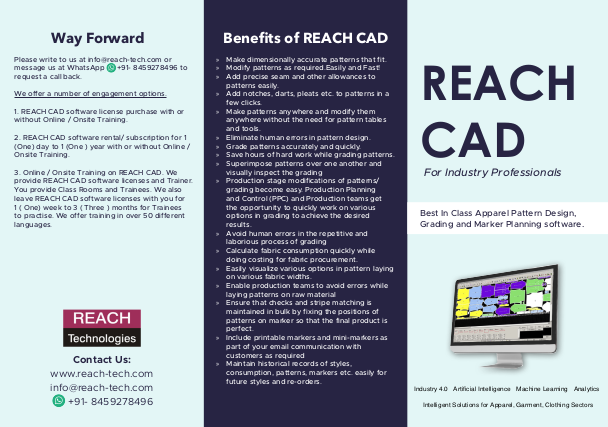 Way Forward
Please write to us at info@reach-tech.com or
message us at WhatsApp +91- 8459278496 to
request a call back.
We offer a number of engagement options.
1. REACH CAD software license purchase with or
without Online / Onsite Training.
2. REACH CAD software rental/ subscription for 1
(One) day to 1 (One ) year with or without Online /
Onsite Training.
3. Online / Onsite Training on REACH CAD. We
provide REACH CAD software licenses and Trainer.
You provide Class Rooms and Trainees. We also
leave REACH CAD software licenses with you for
1 ( One) week to 3 ( Three ) months for Trainees
to practise. We offer training in over 50 different
languages.
REACH
Technologies
Contact Us:
www.reach-tech.com
info@reach-tech.com
+91- 8459278496
Benefits of REACH CAD
» Make dimensionally accurate patterns that fit.
» Modify patterns as required.Easily and Fast!
» Add precise seam and other allowances to
patterns easily.
» Add notches, darts, pleats etc. to patterns in a
few clicks.
» Make patterns anywhere and modify them
anywhere without the need for pattern tables
and tools.
» Eliminate human errors in pattern design.
» Grade patterns accurately and quickly.
» Save hours of hard work while grading patterns.
» Superimpose patterns over one another and
visually inspect the grading
» Production stage modifications of patterns/
grading become easy. Production Planning
and Control (PPC) and Production teams get
the opportunity to quickly work on various
options in grading to achieve the desired
results.
» Avoid human errors in the repetitive and
laborious process of grading
» Calculate fabric consumption quickly while
doing costing for fabric procurement.
» Easily visualize various options in pattern laying
on various fabric widths.
» Enable production teams to avoid errors while
laying patterns on raw material
» Ensure that checks and stripe matching is
maintained in bulk by fixing the positions of
patterns on marker so that the final product is
perfect.
» Include printable markers and mini-markers as
part of your email communication with
customers as required
» Maintain historical records of styles,
consumption, patterns, markers etc. easily for
future styles and re-orders.
REACH
CAD
For Industry Professionals
Best In Class Apparel Pattern Design,
Grading and Marker Planning software.
Industry 4.0 Artificial Intelligence Machine Learning Analytics
Intelligent Solutions for Apparel, Garment, Clothing Sectors